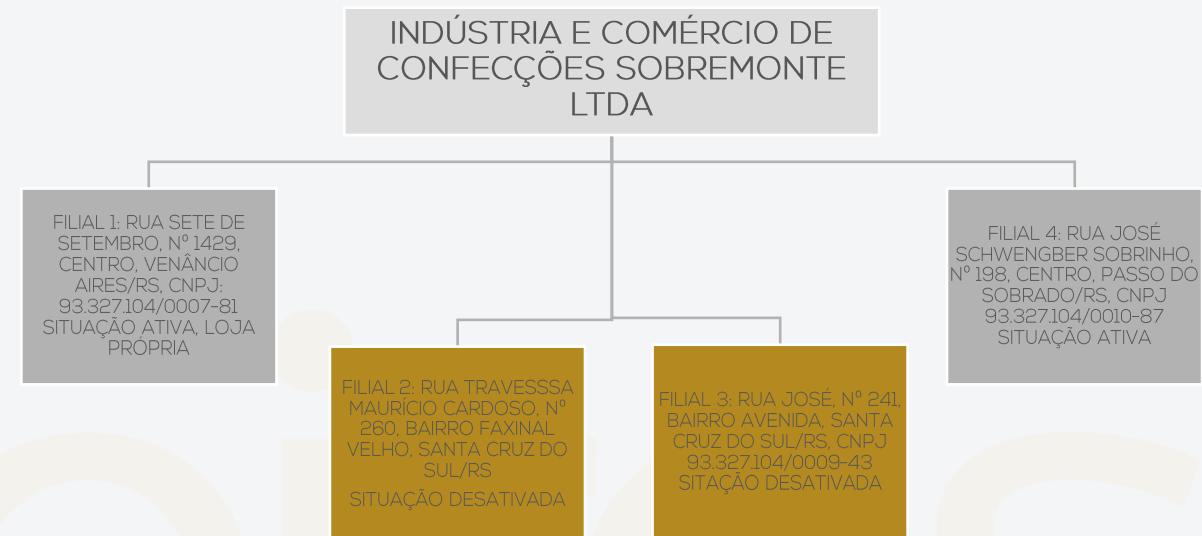 INDÚSTRIA E COMÉRCIO DE
CONFECÇÕES SOBREMONTE
LTDA
FILIAL 1: RUA SETE DE
SETEMBRO, Nº 1429,
CENTRO, VENÂNCIO
AIRES/RS, CNPJ:
93.327.104/0007-81
SITUAÇÃO ATIVA, LOJA
PRÓPRIA
FILIAL 2: RUA TRAVESSSA
MAURÍCIO CARDOSO, Nº
260, BAIRRO FAXINAL
VELHO, SANTA CRUZ DO
SUL/RS
SITUAÇÃO DESATIVADA
FILIAL 3: RUA JOSÉ, Nº 241,
BAIRRO AVENIDA, SANTA
CRUZ DO SUL/RS, CNPJ
93.327.104/0009-43
SITAÇÃO DESATIVADA
FILIAL 4: RUA JOSÉ
SCHWENGBER SOBRINHO,
Nº 198, CENTRO, PASSO DO
SOBRADO/RS, CNPJ
93.327.104/0010-87
SITUAÇÃO ATIVA